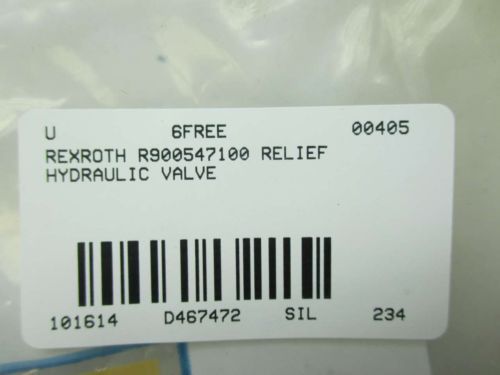 U 6FREE 00405
REXROTH R900547100 RELIEF
HYDRAULIC VALVE
101614 D467472 SIL 234